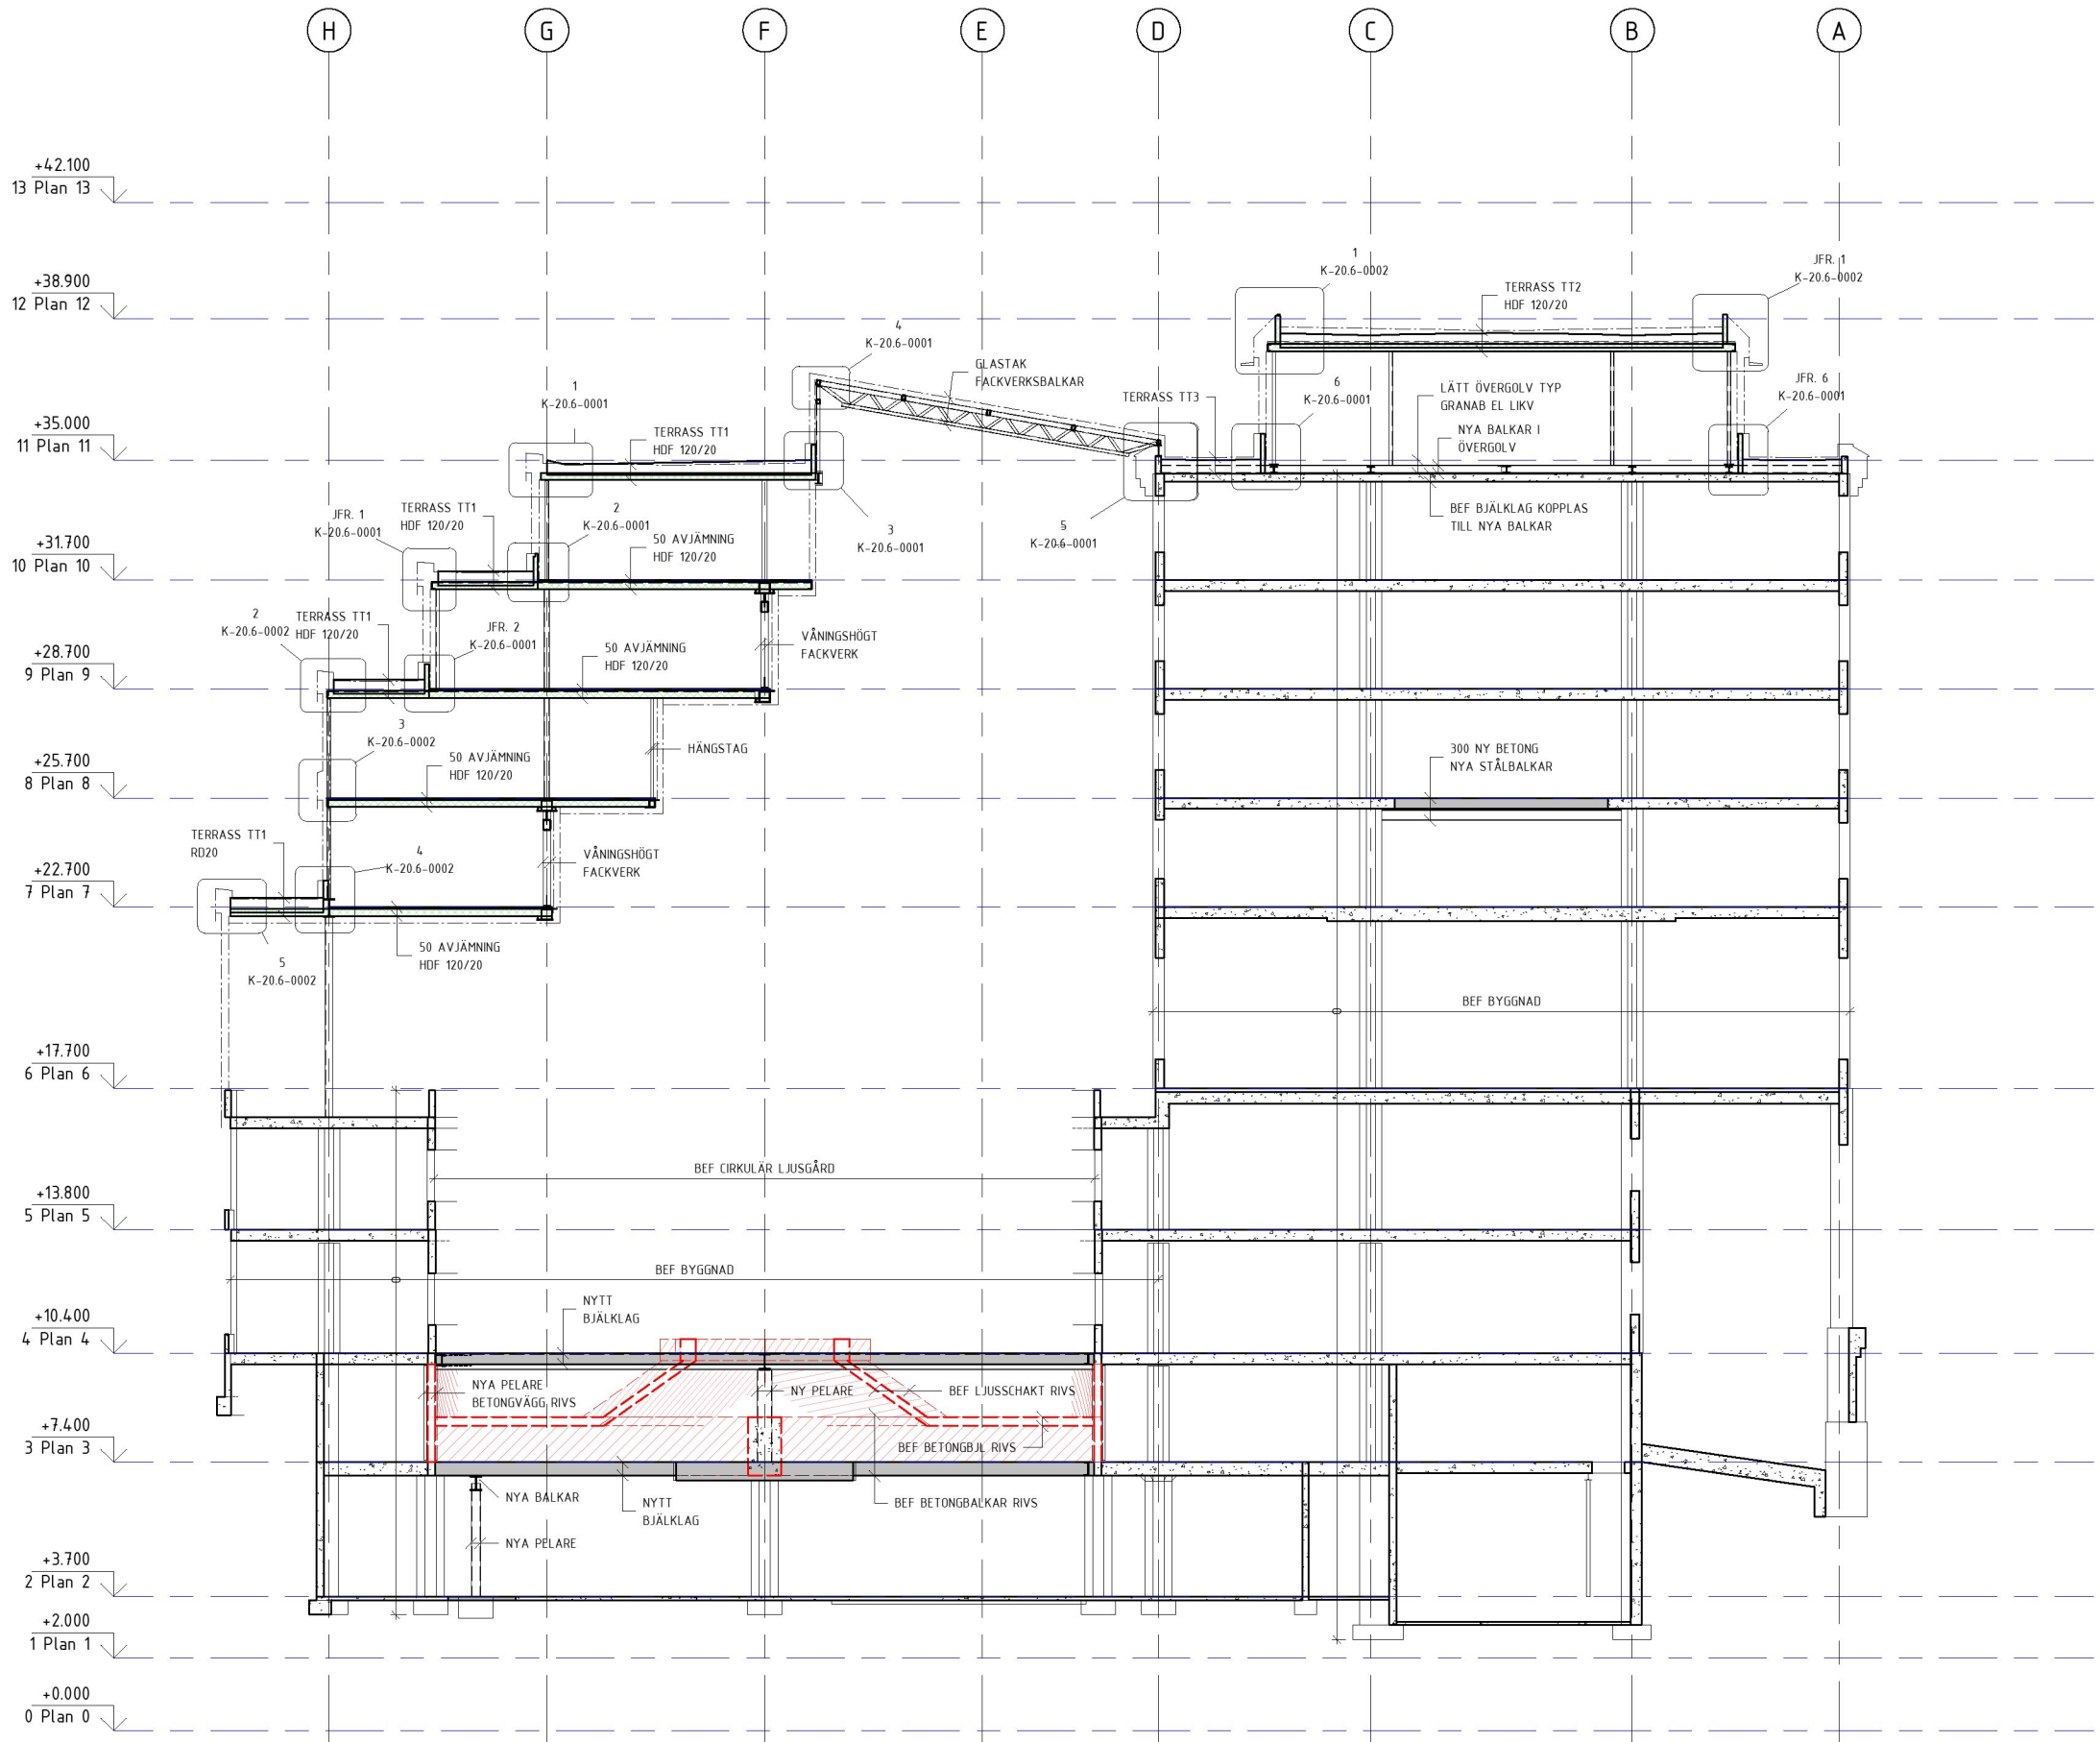 H G F E D C B A
+42.100
13 Plan 13
+38.900
12 Plan 12
+35.000
11 Plan 11
+31.700
10 Plan 10
+28.700
9 Plan 9
+25.700
8 Plan 8
+22.700
7 Plan 7
+17.700
6 Plan 6
+13.800
5 Plan 5
+10.400
4 Plan 4
+7.400
3 Plan 3
+3.700
2 Plan 2
+2.000
1 Plan 1
+0.000
0 Plan 0
1
K-20.6-0002
JFR. 1
K-20.6-0002
TERRASS TT2
HDF 120/20
4
K-20.6-0001
GLASTAK
FACKVERKSBALKAR
1
K-20.6-0001
TERRASS TT3
6
K-20.6-0001
LÄTT ÖVERGOLV TYP
GRANAB EL LIKV
JFR. 6
K-20.6-0001
TERRASS TT1
HDF 120/20
NYA BALKAR I
ÖVERGOLV
JFR. 1
K-20.6-0001
TERRASS TT1
HDF 120/20
2
K-20.6-0001
50 AVJÄMNING
HDF 120/20
3
K-20.6-0001
5
K-20.6-0001
BEF BJÄLKLAG KOPPLAS
TILL NYA BALKAR
2
K-20.6-0002
TERRASS TT1
HDF 120/20
JFR. 2
K-20.6-0001
50 AVJÄMNING
HDF 120/20
VÅNINGSHÖGT
FACKVERK
3
K-20.6-0002
50 AVJÄMNING
HDF 120/20
HÄNGSTAG
300 NY BETONG
NYA STÅLBALKAR
TERRASS TT1
RD20
4
K-20.6-0002
VÅNINGSHÖGT
FACKVERK
5
K-20.6-0002
50 AVJÄMNING
HDF 120/20
BEF BYGGNAD
0
BEF CIRKULÄR LJUSGÅRD
BEF BYGGNAD
0
NYTT
BJÄLKLAG
NYA PELARE
BETONGVÄGG RIVS
NY PELARE
BEF LJUSSCHAKT RIVS
BEF BETONGBJL RIVS
NYA BALKAR
NYTT
BJÄLKLAG
BEF BETONGBALKAR RIVS
NYA PELARE